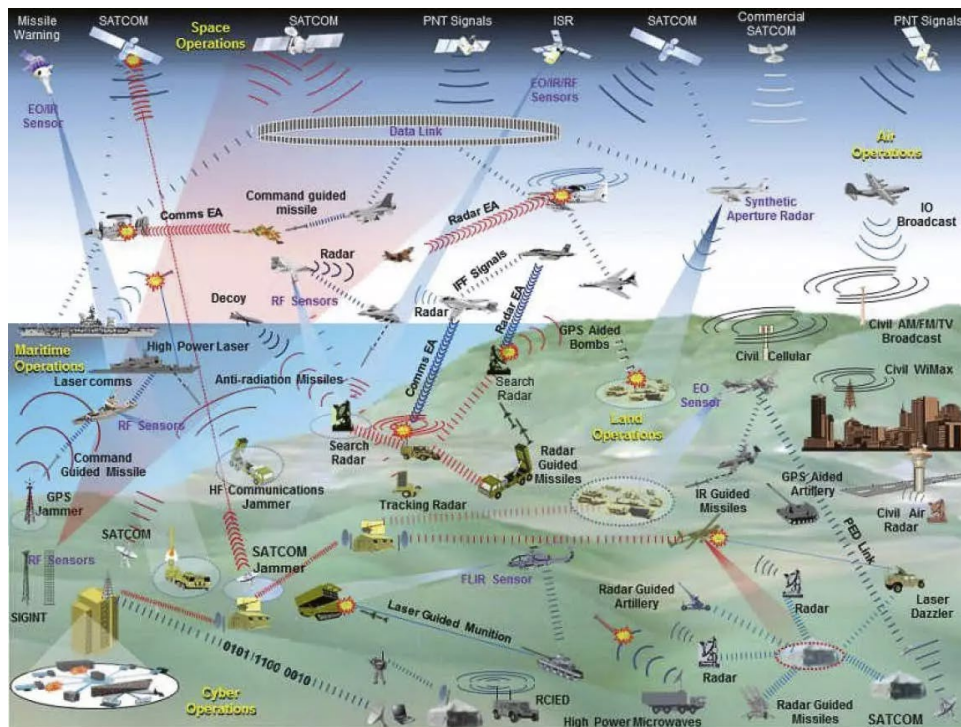 Missile
Warning
SATCOM
Space
Operations
SATCOM
PNT Signals
ISR
SATCOM
Commercial
SATCOM
PNT Signals
EO/IR
Sensor
EO/IR/RF
Sensors
Data Link
Air
Operations
Command guided
missile
Comms EA
Radar EA
Synthetic
Aperture Radar
IO
Broadcast
Radar
RF Sensors
IFF Signals
Decoy
Radar
Radar EA
GPS Aided
Bombs
Civil AM/FM/TV
Broadcast
Maritime
Operations
High Power Laser
Laser comms
Anti-radiation Missiles
Comms EA
Search
Radar
Civil Cellular
EO
Sensor
Civil WiMax
RF Sensors
Land
Operations
Command
Guided Missile
Search
Radar
Radar
Guided
Missiles
GPS
Jammer
HF Communications
Jammer
Tracking Radar
IR Guided
Missiles
GPS Aided
Artillery
Civil Air
Radar
SATCOM
RF Sensors
SATCOM
Jammer
FLIR Sensor
PED Link
SIGINT
Radar Guided
Artillery
Radar
Laser
Dazzler
Laser Guided Munition
0101 1100 0010
Radar
Cyber
Operations
RCIED
High Power Microwaves
Radar Guided
Missiles
SATCOM